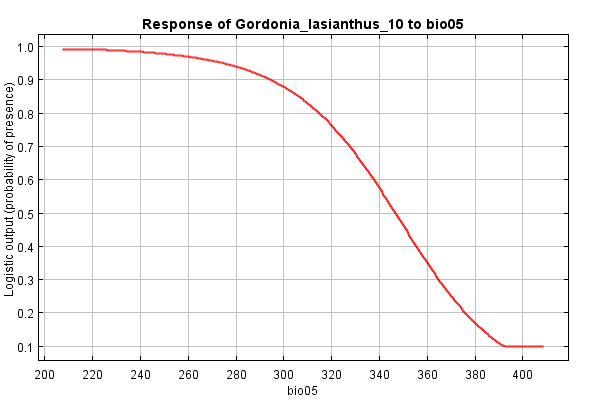 Response of Gordonia_lasianthus_10 to bio05
Logistic output (probability of presence)
1.0
0.9
0.8
0.7
0.6
0.5
0.4
0.3
0.2
0.1
200 220 240 260 280 300 320 340 360 380 400
bio05